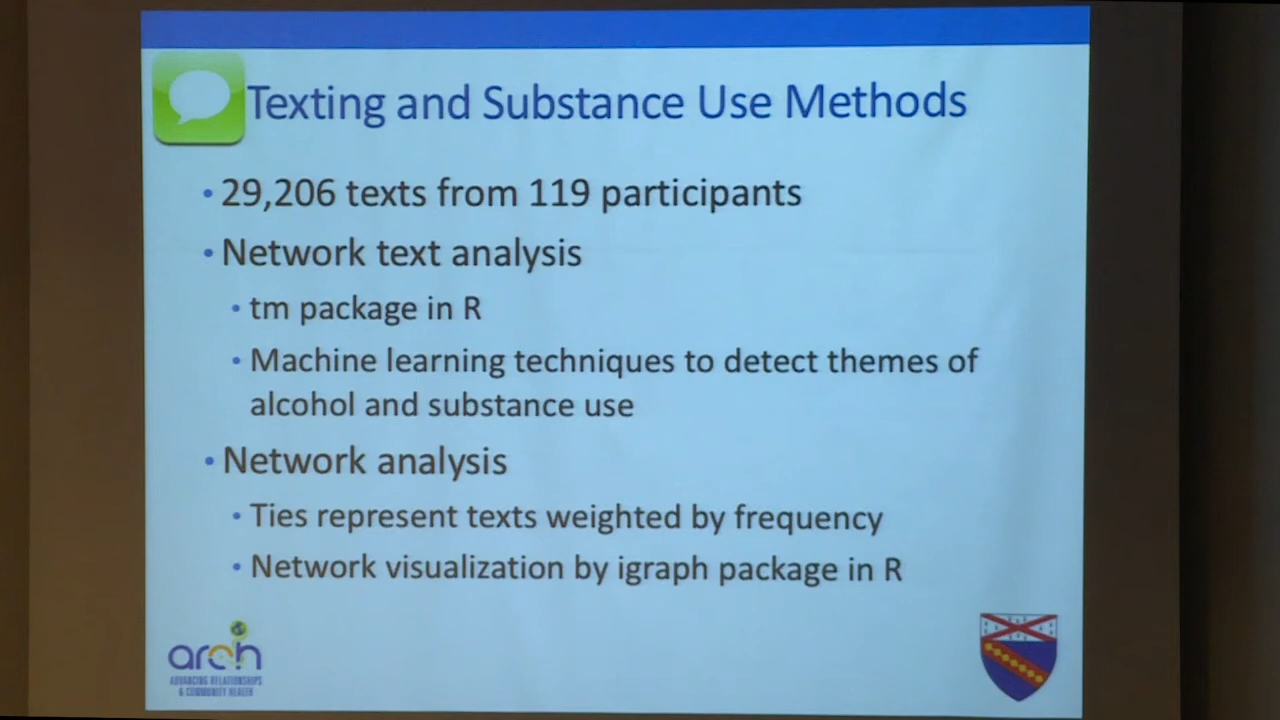 Texting and Substance Use Methods
• 29,206 texts from 119 participants
• Network text analysis
• tm package in R
• Machine learning techniques to detect themes of
alcohol and substance use
• Network analysis
• Ties represent texts weighted by frequency
• Network visualization by igraph package in R
arch
ADVANCING RELATIONSHIPS
& COMMUNITY HEALTH